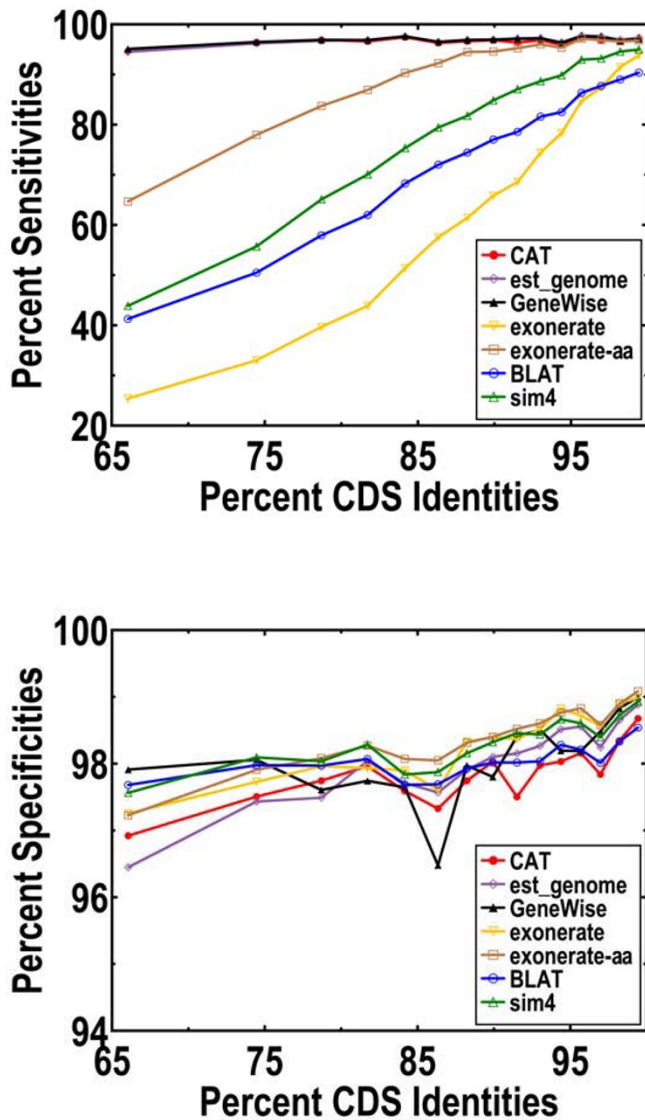 100
80
60
40
20
Percent Sensitivities
CAT
est_genome
GeneWise
exonerate
exonerate-aa
BLAT
sim4
65 75 85 95
Percent CDS Identities
100
98
96
94
Percent Specificities
CAT
est_genome
GeneWise
exonerate
exonerate-aa
BLAT
sim4
65 75 85 95
Percent CDS Identities